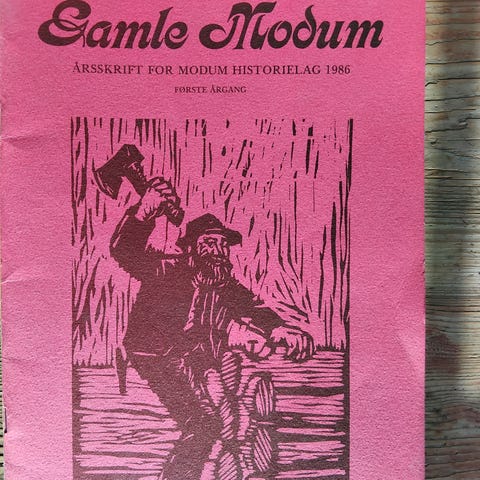 Gamle Modum
ÅRSSKRIFT FOR MODUM HISTORIELAG 1986
FØRSTE ÅRGANG